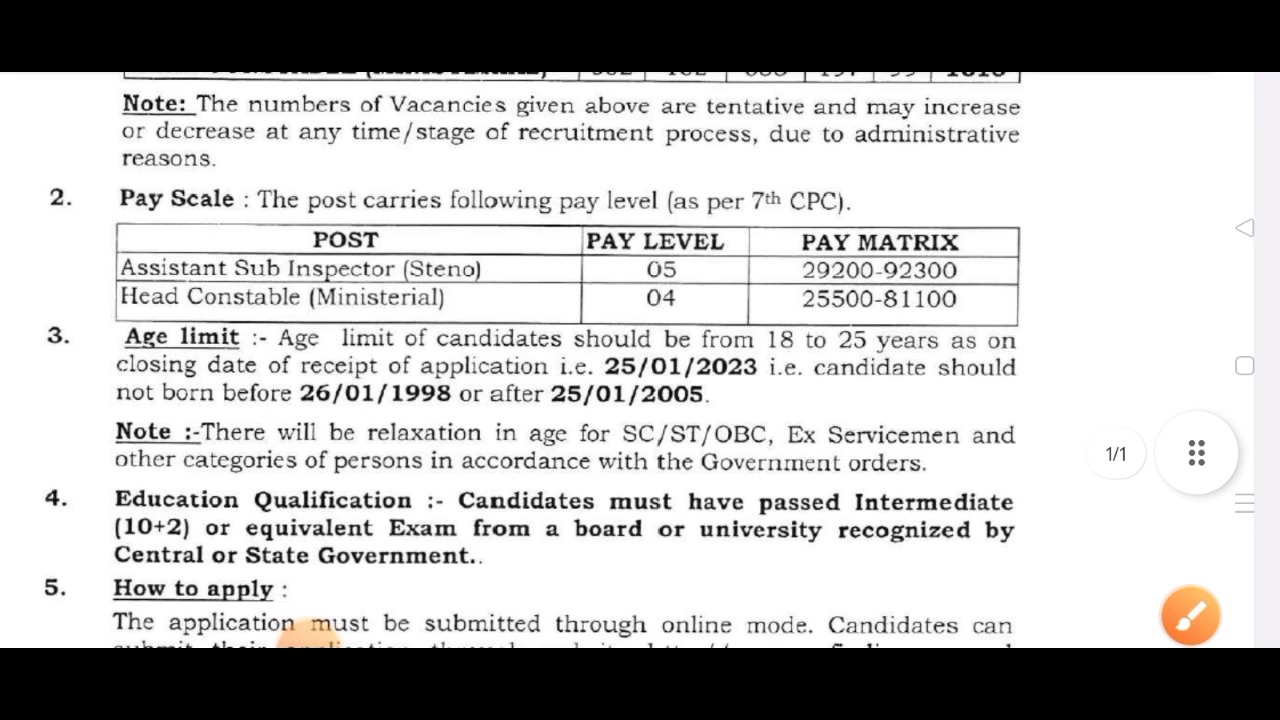 Note: The numbers of Vacancies given above are tentative and may increase
or decrease at any time/stage of recruitment process, due to administrative
reasons.
2. Pay Scale : The post carries following pay level (as per 7th CPC).
POST PAY LEVEL PAY MATRIX
Assistant Sub Inspector (Steno) 05 29200-92300
Head Constable (Ministerial) 04 25500-81100
3. Age limit :- Age limit of candidates should be from 18 to 25 years as on
closing date of receipt of application i.e. 25/01/2023 i.e. candidate should
not born before 26/01/1998 or after 25/01/2005.
Note :-There will be relaxation in age for SC/ST/OBC, Ex Servicemen and
other categories of persons in accordance with the Government orders.
1/1
4. Education Qualification :- Candidates must have passed Intermediate
(10+2) or equivalent Exam from a board or university recognized by
Central or State Government..
5. How to apply :
The application must be submitted through online mode. Candidates can